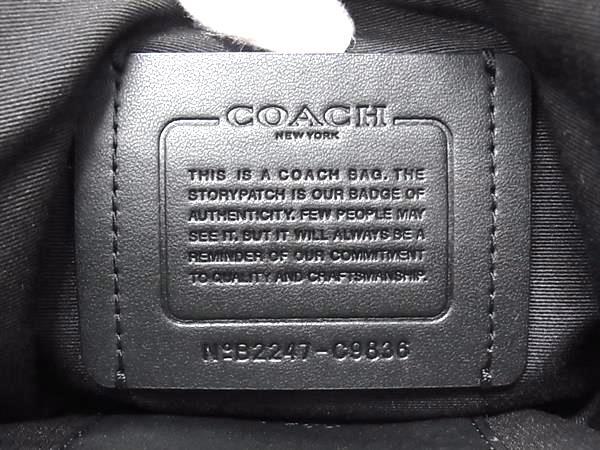 COACH
NEW YORK
THIS IS A COACH BAG. THE
STORYPATCH IS OUR BADGE OF
AUTHENTICITY. FEW PEOPLE MAY
SEE IT. BUT IT WILL ALWAYS BE A
REMINDER OF OUR COMMITMENT
TO QUALITY AND CRAFTSMANSHIP.
NºB2247-C9836